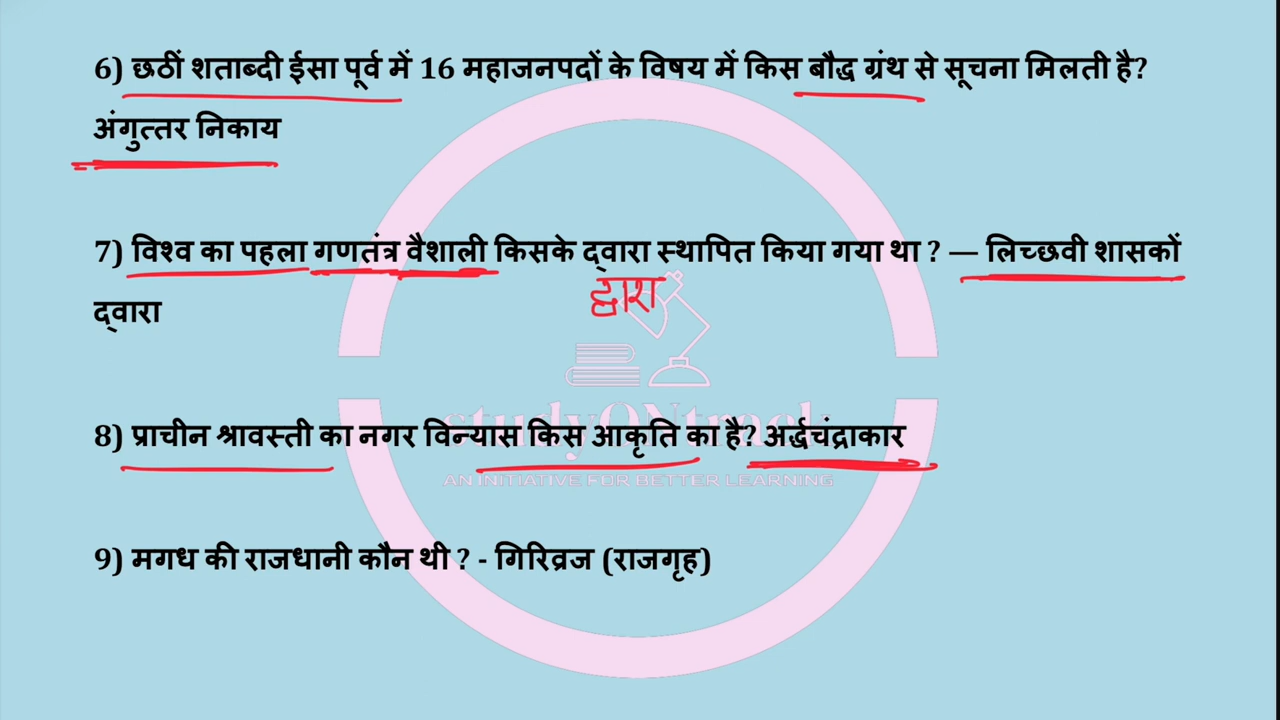 6) छठीं शताब्दी ईसा पूर्व में 16 महाजनपदों के विषय में किस बौद्ध ग्रंथ से सूचना मिलती है?
अंगुत्तर निकाय
7) विश्व का पहला गणतंत्र वैशाली किसके द्‌वारा स्थापित किया गया था ? — लिच्छवी शासकों
द्वारा
द्‌वारा
studyONtrack
8) प्राचीन श्रावस्ती का नगर विन्यास किस आकृति का है? अर्द्धचंद्राकार
AN INITIATIVE FOR BETTER LEARNING
9) मगध की राजधानी कौन थी ? - गिरिव्रज (राजगृह)